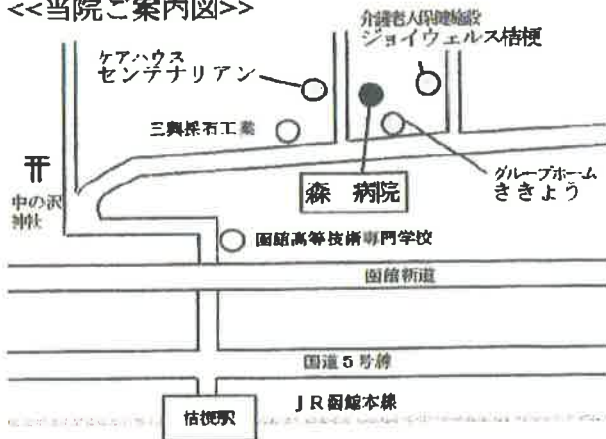 <<当院ご案内図>>
介護老人保健施設
ジョイウェルス桔梗
ケアハウス
センテナリアン
三興採石工業
中の沢
神社
森 病院
グループホーム
ききょう
函館高等技術専門学校
函館新道
国道5号線
JR函館本線
桔梗駅